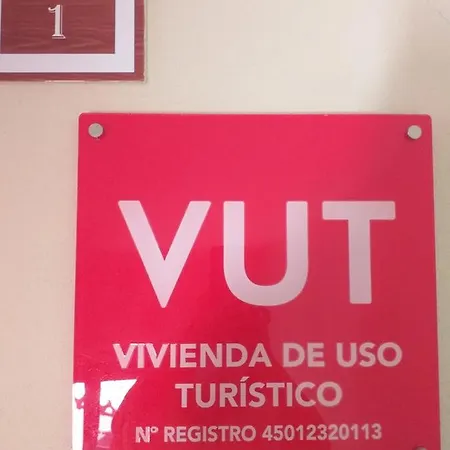 1
VUT
VIVIENDA DE USO
TURÍSTICO
Nº REGISTRO 45012320113